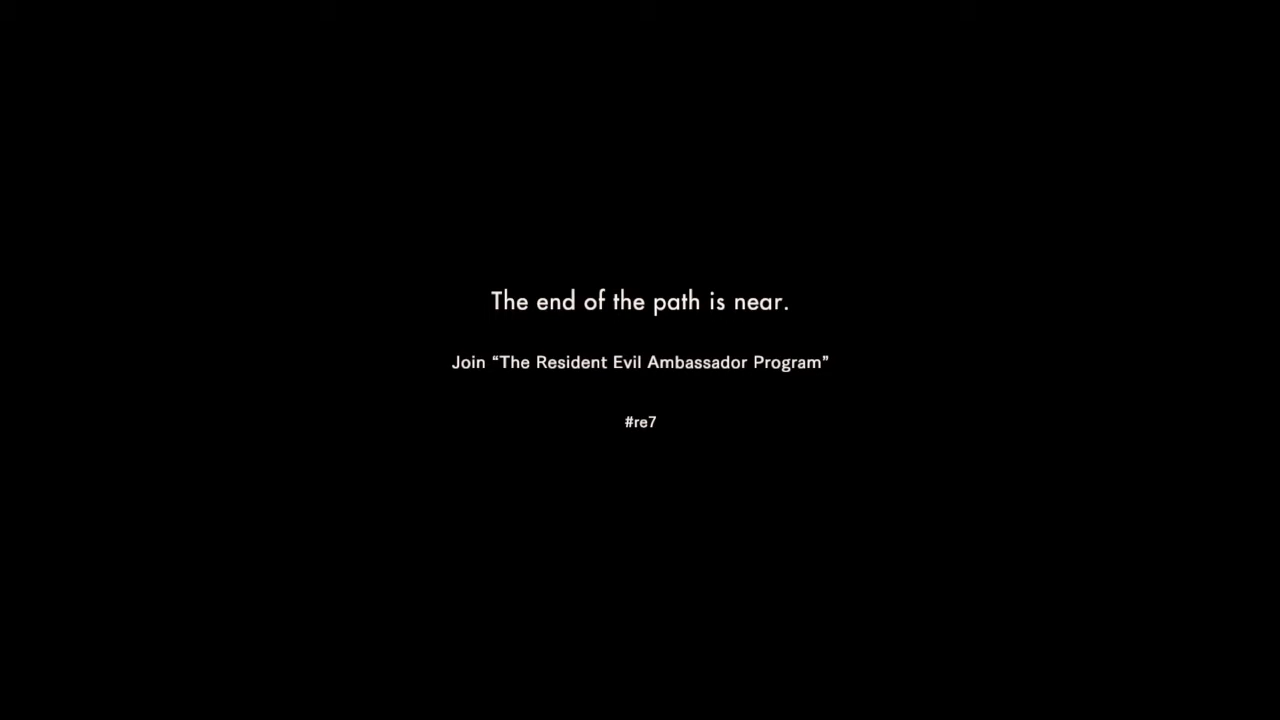 The end of the path is near.
Join “The Resident Evil Ambassador Program”
#re7